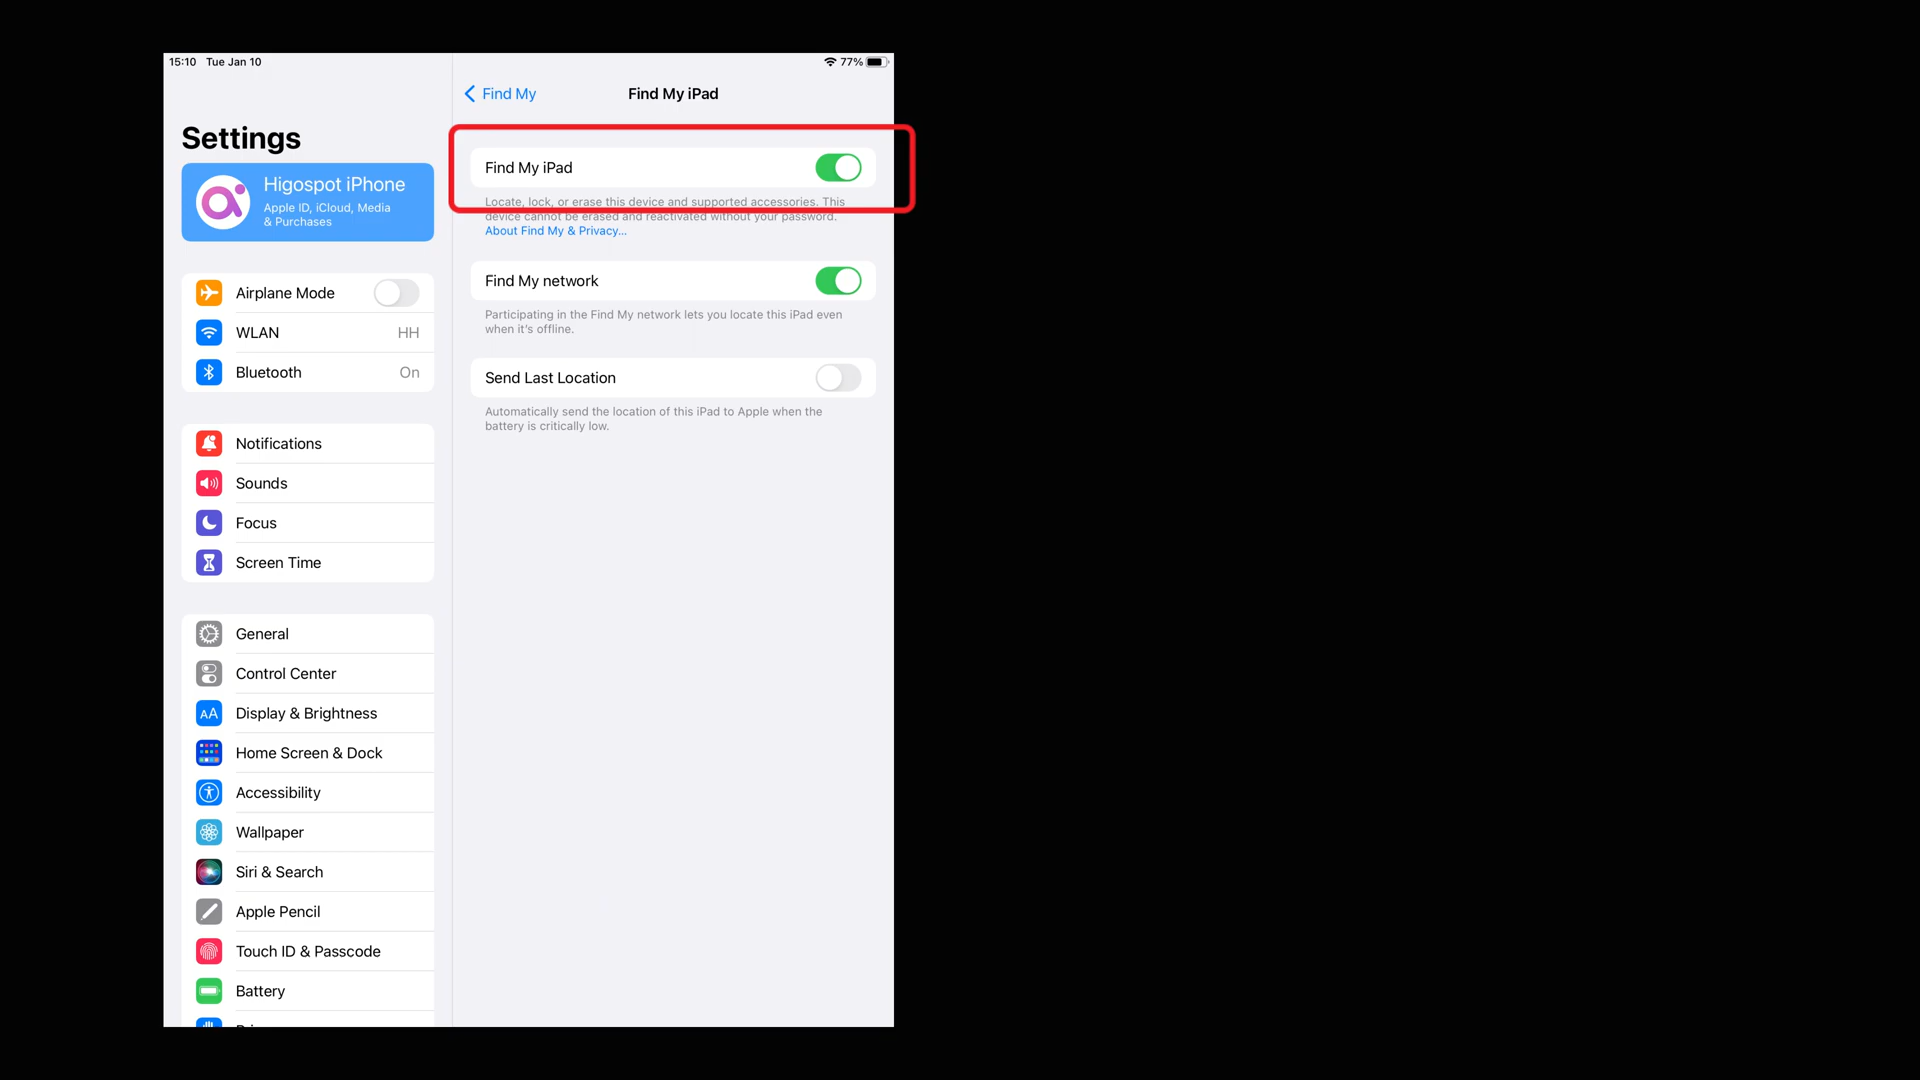 15:10 Tue Jan 10
77%
Settings
Higospot iPhone
Apple ID, iCloud, Media
& Purchases
Airplane Mode
WLAN HH
Bluetooth On
Notifications
Sounds
Focus
Screen Time
General
Control Center
AA Display & Brightness
Home Screen & Dock
Accessibility
Wallpaper
Siri & Search
Apple Pencil
Touch ID & Passcode
Battery
Find My
Find My iPad
Find My iPad
Locate, lock, or erase this device and supported accessories. This
device cannot be erased and reactivated without your password.
About Find My & Privacy...
Find My network
Participating in the Find My network lets you locate this iPad even
when it's offline.
Send Last Location
Automatically send the location of this iPad to Apple when the
battery is critically low.